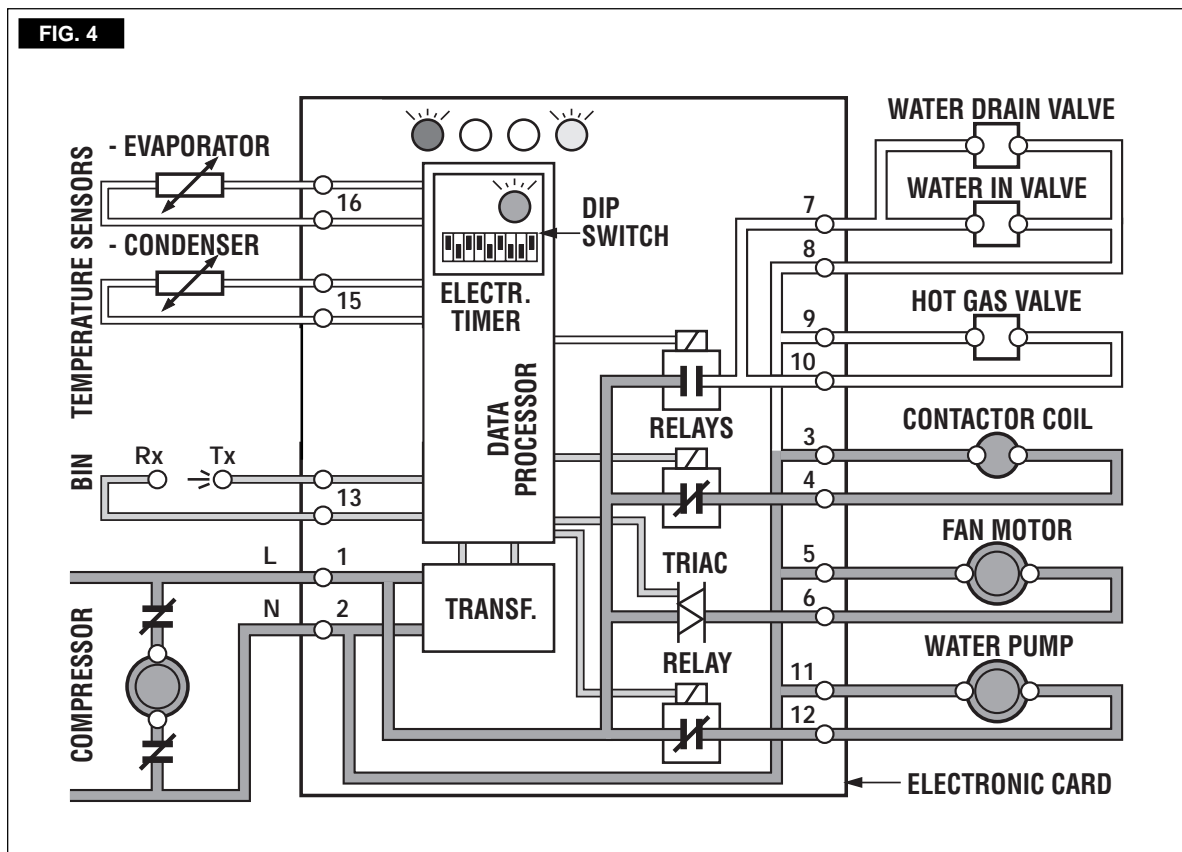 FIG. 4
TEMPERATURE SENSORS
- EVAPORATOR
16
- CONDENSER
15
BIN
Rx
Tx
13
L
1
N
2
COMPRESSOR
DIP
SWITCH
ELECTR.
TIMER
DATA
PROCESSOR
TRANSF.
RELAYS
TRIAC
RELAY
WATER DRAIN VALVE
WATER IN VALVE
7
8
HOT GAS VALVE
9
10
CONTACTOR COIL
3
4
FAN MOTOR
5
6
WATER PUMP
11
12
ELECTRONIC CARD